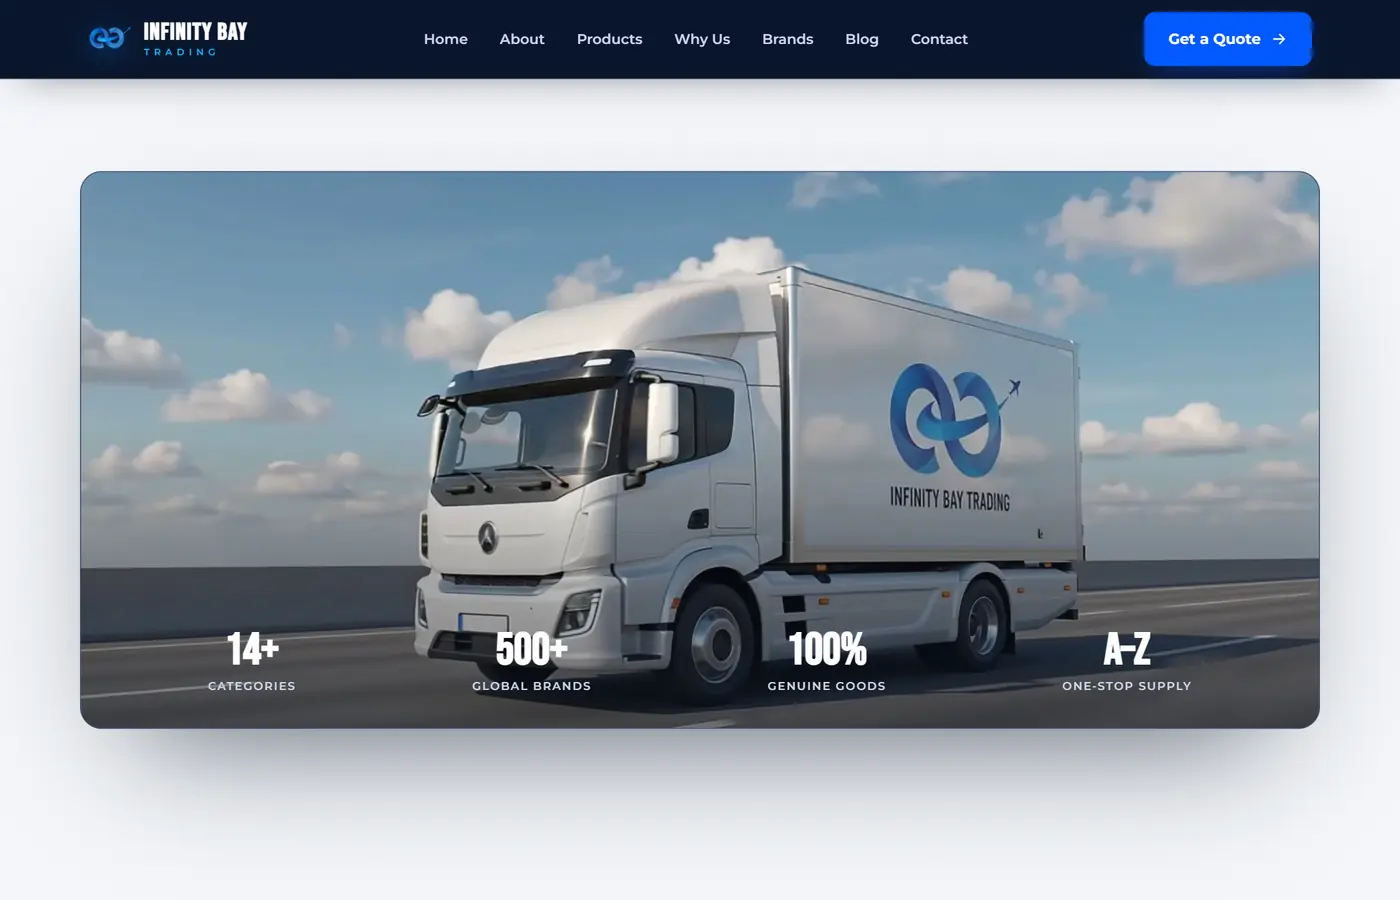 INFINITY BAY
TRADING
Home
About
Products
Why Us
Brands
Blog
Contact
Get a Quote
INFINITY BAY TRADING
14+
CATEGORIES
500+
GLOBAL BRANDS
100%
GENUINE GOODS
A–Z
ONE-STOP SUPPLY